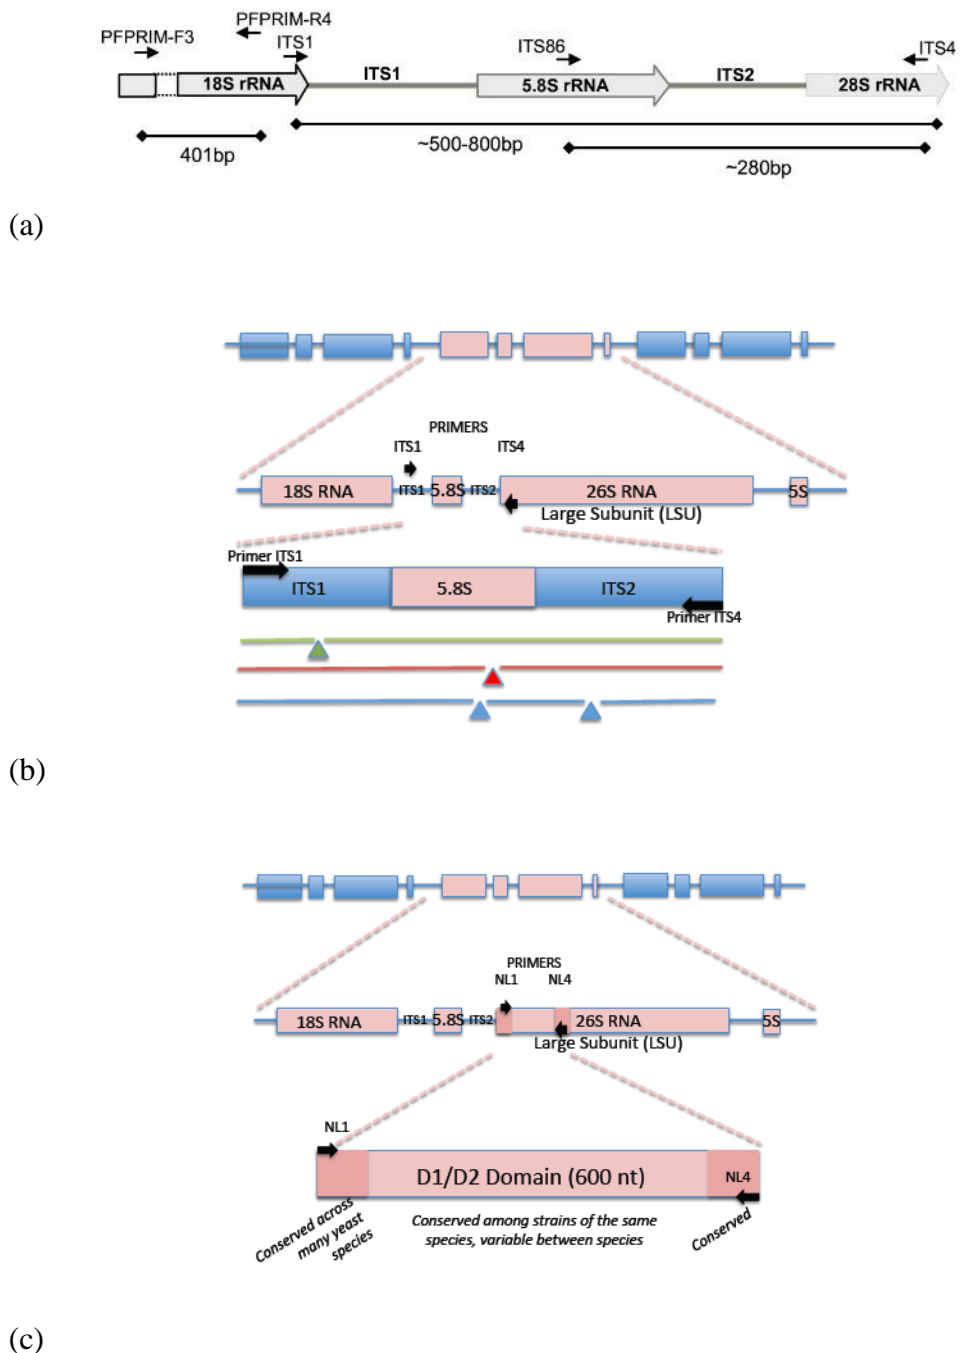 PFPRIM-F3
PFPRIM-R4
ITS1
ITS86
ITS4
18S rRNA
ITS1
5.8S rRNA
ITS2
28S rRNA
401bp
~500-800bp
~280bp
(a)
PRIMERS
ITS1 ITS4
18S RNA ITS1 5.8S ITS2 26S RNA 5S
Large Subunit (LSU)
Primer ITS1
ITS1 5.8S ITS2
Primer ITS4
(b)
PRIMERS
NL1 NL4
18S RNA ITS1 5.8S ITS2 26S RNA 5S
Large Subunit (LSU)
NL1
D1/D2 Domain (600 nt) NL4
Conserved across
many yeast
species
Conserved among strains of the same
species, variable between species
Conserved
(c)